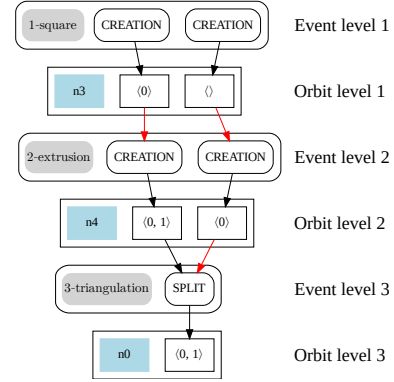 1-square CREATION CREATION Event level 1
n3 ⟨0⟩ ⟨⟩ Orbit level 1
2-extrusion CREATION CREATION Event level 2
n4 ⟨0, 1⟩ ⟨0⟩ Orbit level 2
3-triangulation SPLIT Event level 3
n0 ⟨0, 1⟩ Orbit level 3